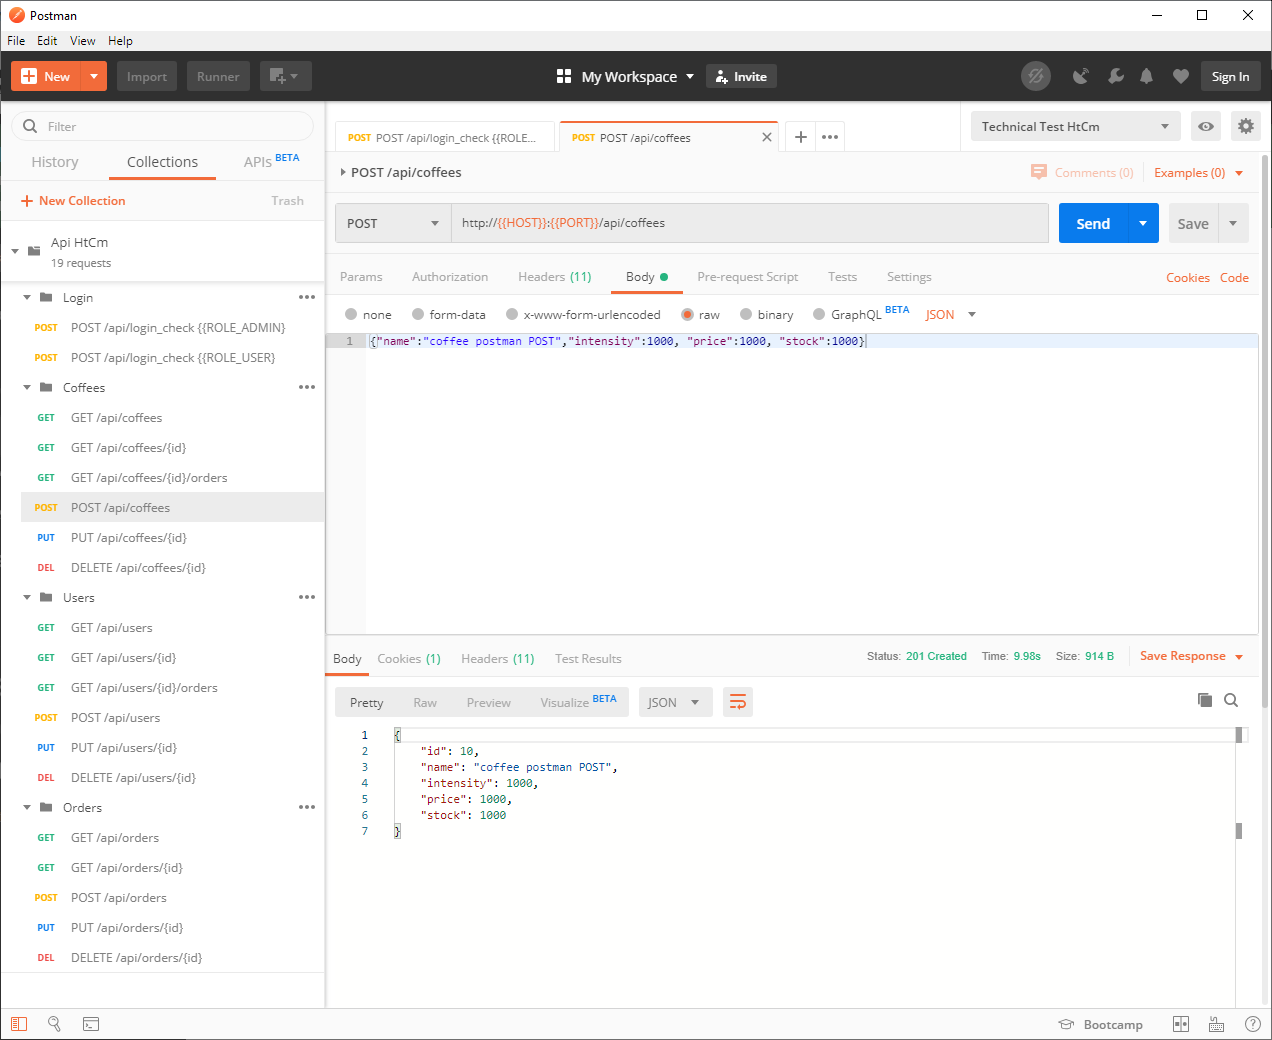 Postman
File Edit View Help
New Import Runner My Workspace Invite Sign In
Filter
History Collections APIs BETA
New Collection Trash
Api HtCm
19 requests
Login
POST POST /api/login_check {{ROLE_ADMIN}
POST POST /api/login_check {{ROLE_USER}
Coffees
GET GET /api/coffees
GET GET /api/coffees/{id}
GET GET /api/coffees/{id}/orders
POST POST /api/coffees
PUT PUT /api/coffees/{id}
DEL DELETE /api/coffees/{id}
Users
GET GET /api/users
GET GET /api/users/{id}
GET GET /api/users/{id}/orders
POST POST /api/users
PUT PUT /api/users/{id}
DEL DELETE /api/users/{id}
Orders
GET GET /api/orders
GET GET /api/orders/{id}
POST POST /api/orders
PUT PUT /api/orders/{id}
DEL DELETE /api/orders/{id}
POST POST /api/login_check {{ROLE... POST POST /api/coffees Technical Test HtCm
POST /api/coffees Comments (0) Examples (0)
POST http://{{HOST}}:{{PORT}}/api/coffees Send Save
Params Authorization Headers (11) Body Pre-request Script Tests Settings Cookies Code
none form-data x-www-form-urlencoded raw binary GraphQL BETA JSON
1 {"name":"coffee postman POST","intensity":1000, "price":1000, "stock":1000}
Body Cookies (1) Headers (11) Test Results Status: 201 Created Time: 9.98s Size: 914 B Save Response
Pretty Raw Preview Visualize BETA JSON
1 {
2 "id": 10,
3 "name": "coffee postman POST",
4 "intensity": 1000,
5 "price": 1000,
6 "stock": 1000
7 }
Bootcamp